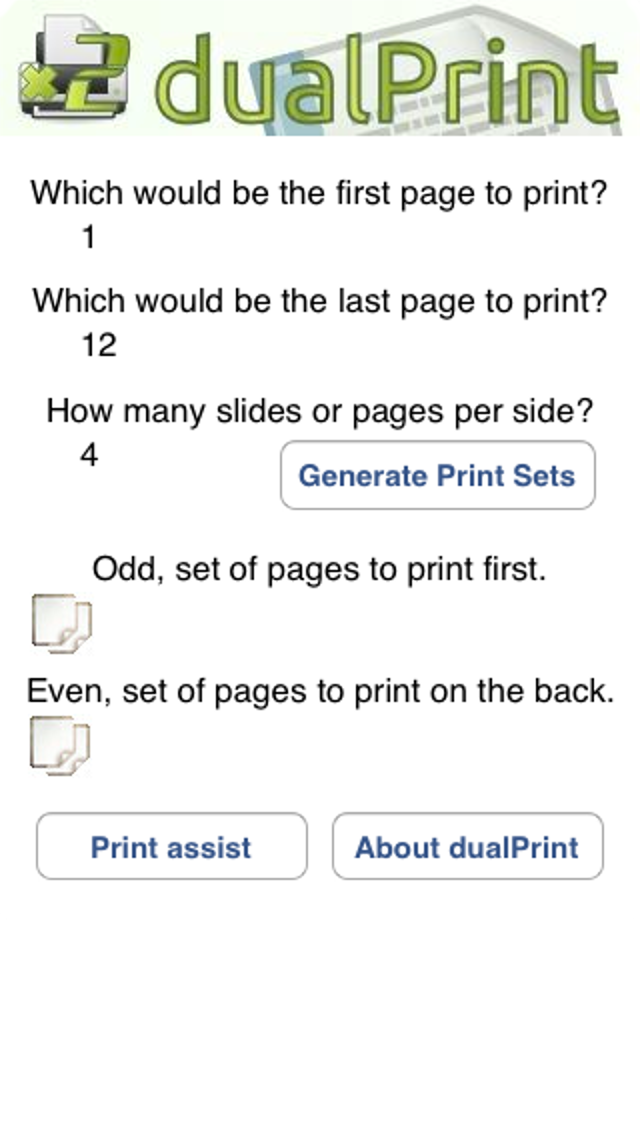 x2 dualPrint
Which would be the first page to print?
1
Which would be the last page to print?
12
How many slides or pages per side?
4
Generate Print Sets
Odd, set of pages to print first.
Even, set of pages to print on the back.
Print assist
About dualPrint